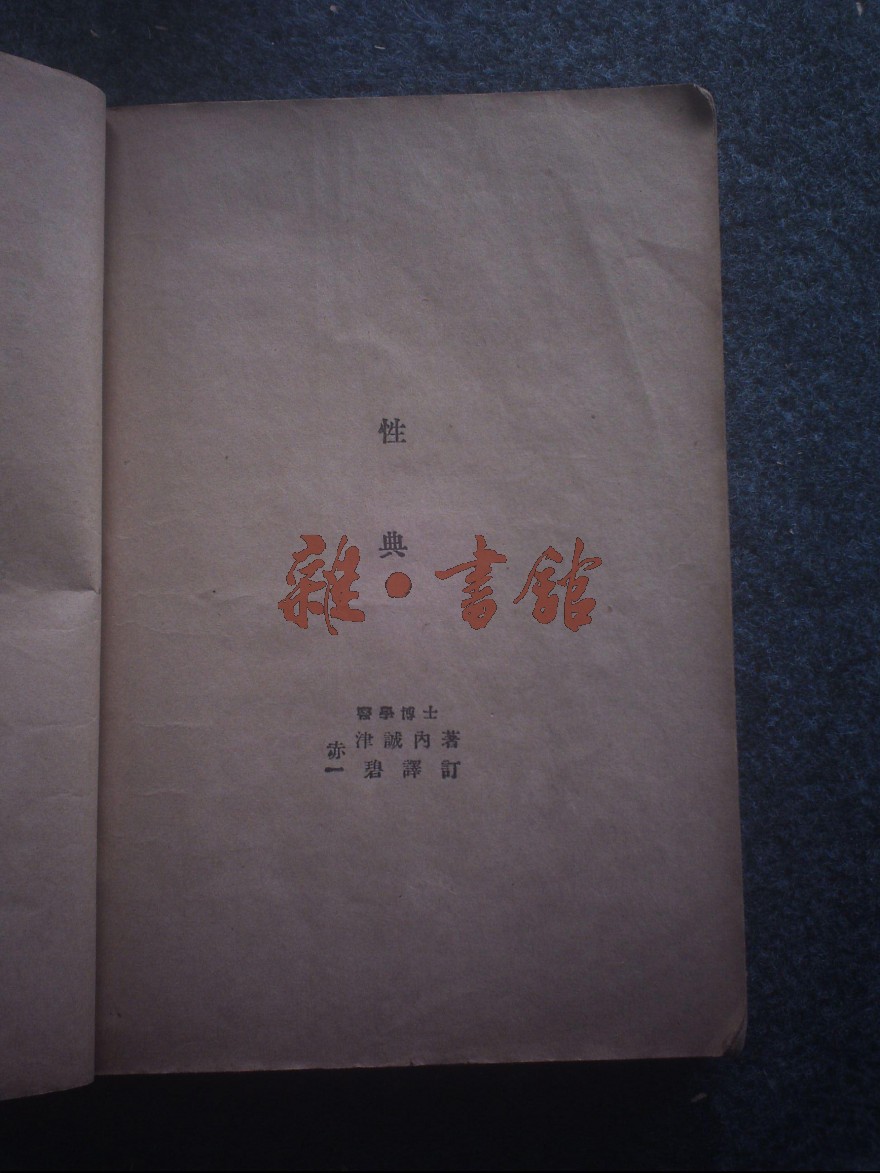 性
典
雜·書館
醫學博士
赤津誠內著
一碧譯訂